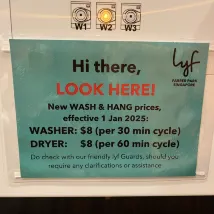 W1 W2 W3
Hi there,
lyf
FARRER PARK
SINGAPORE
LOOK HERE!
New WASH & HANG prices,
effective 1 Jan 2025:
WASHER: $8 (per 30 min cycle)
DRYER: $8 (per 60 min cycle)
Do check with our friendly lyf Guards, should you
require any clarifications or assistance